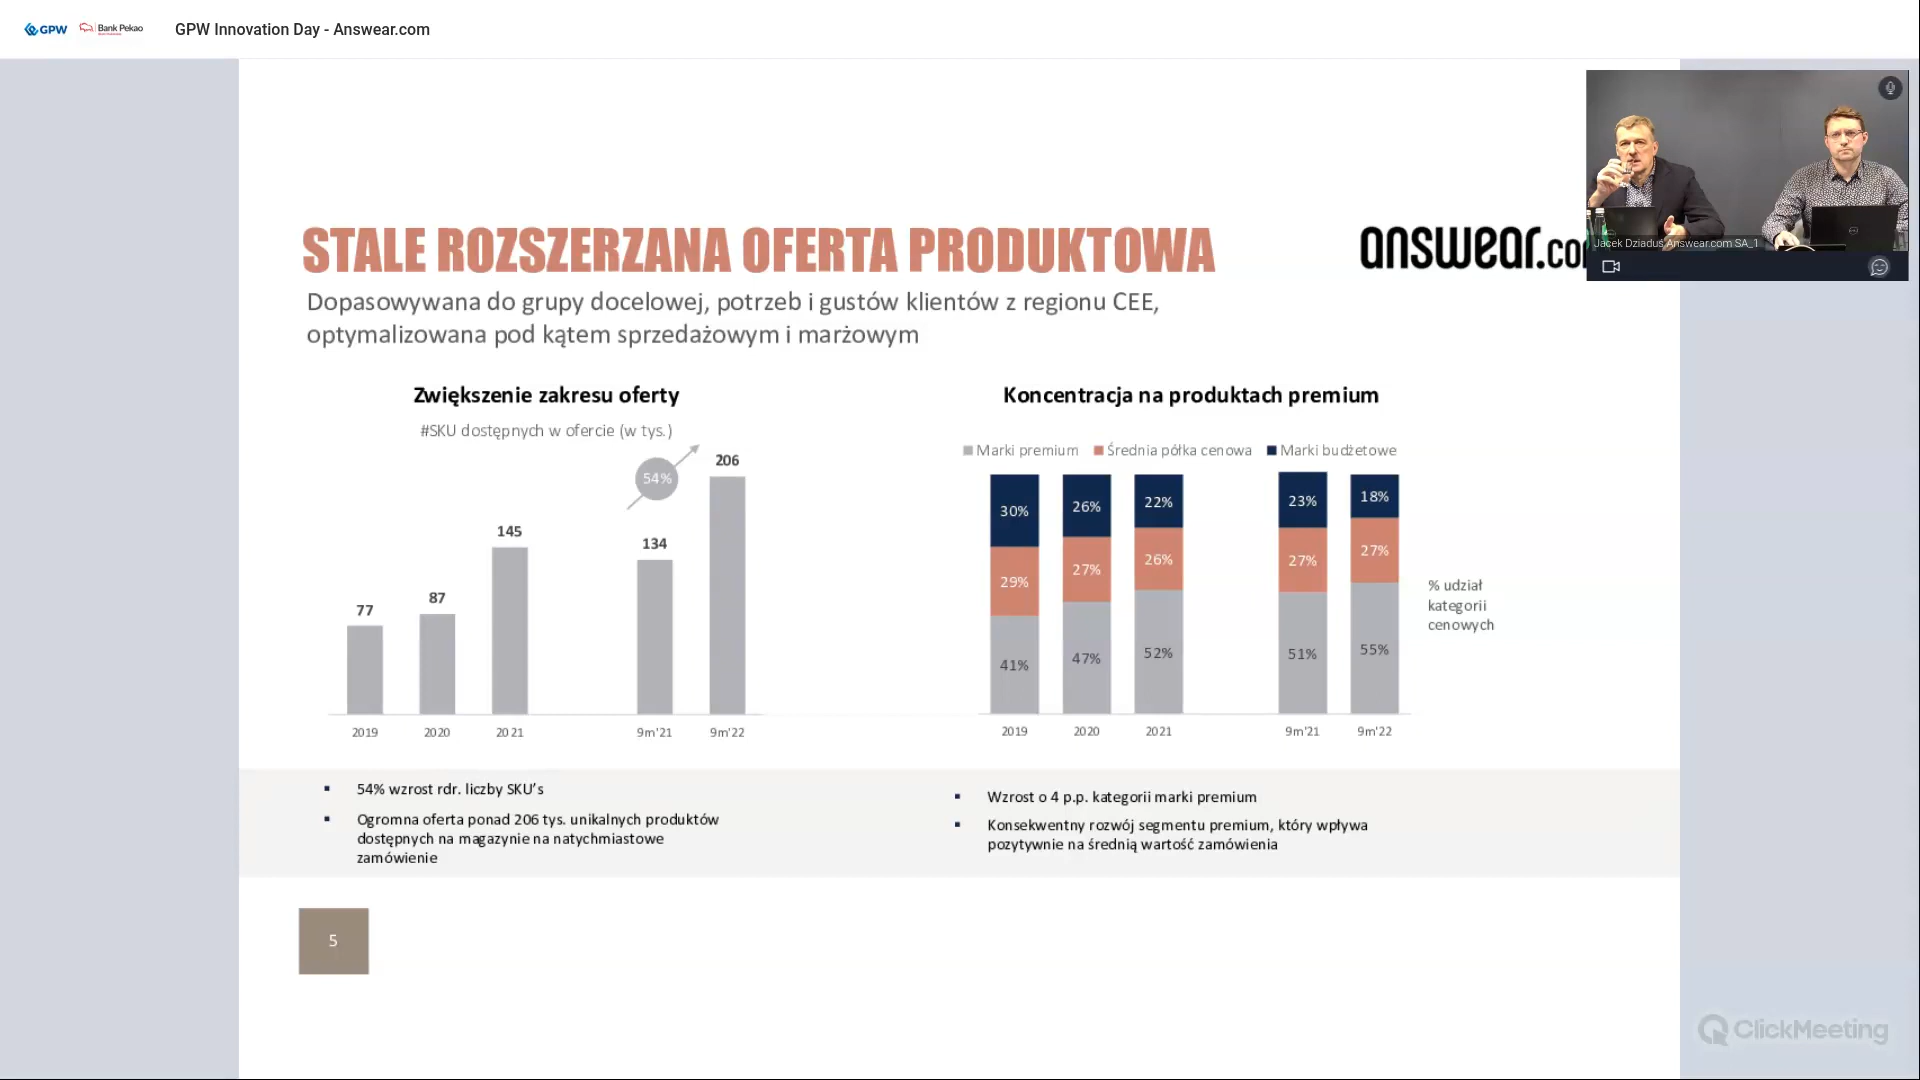 GPW
Bank Pekao
GPW Innovation Day - Answear.com
STALE ROZSZERZANA OFERTA PRODUKTOWA
answear.co
Dopasowywana do grupy docelowej, potrzeb i gustów klientów z regionu CEE,
optymalizowana pod kątem sprzedażowym i marżowym
Jacek Dziaduś Answear.com SA_1
Zwiększenie zakresu oferty
#SKU dostępnych w ofercie (w tys.)
54%
77
87
145
134
206
2019
2020
2021
9m'21
9m'22
Koncentracja na produktach premium
Marki premium
Średnia półka cenowa
Marki budżetowe
30%
26%
22%
23%
18%
29%
27%
26%
27%
27%
41%
47%
52%
51%
55%
% udział
kategorii
cenowych
2019
2020
2021
9m'21
9m'22
54% wzrost rdr. liczby SKU's
Ogromna oferta ponad 206 tys. unikalnych produktów
dostępnych na magazynie na natychmiastowe
zamówienie
Wzrost o 4 p.p. kategorii marki premium
Konsekwentny rozwój segmentu premium, który wpływa
pozytywnie na średnią wartość zamówienia
5
ClickMeeting